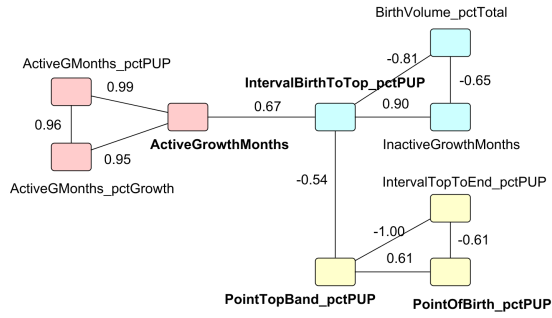 BirthVolume_pctTotal
-0.81
ActiveGMonths_pctPUP
IntervalBirthToTop_pctPUP
-0.65
0.99
0.67
0.90
0.96
0.95
ActiveGrowthMonths
InactiveGrowthMonths
ActiveGMonths_pctGrowth
-0.54
IntervalTopToEnd_pctPUP
-1.00
-0.61
0.61
PointTopBand_pctPUP
PointOfBirth_pctPUP